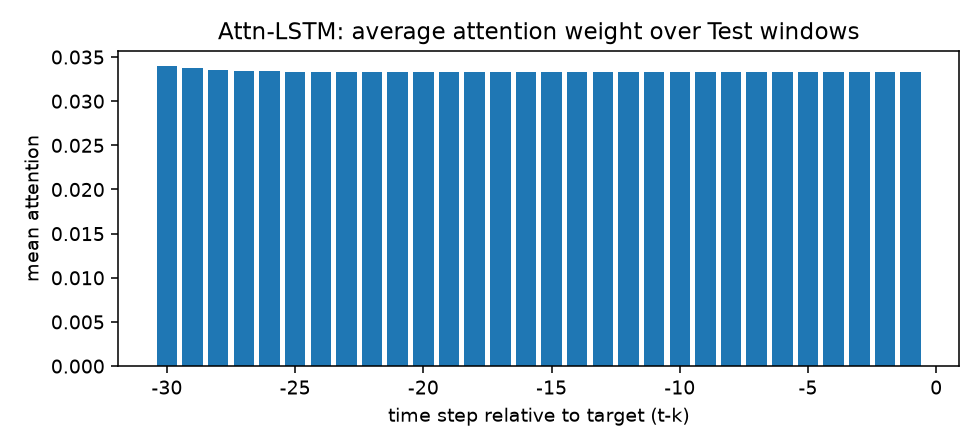 Attn-LSTM: average attention weight over Test windows
0.035
0.030
0.025
0.020
0.015
0.010
0.005
0.000
mean attention
-30 -25 -20 -15 -10 -5 0
time step relative to target (t-k)